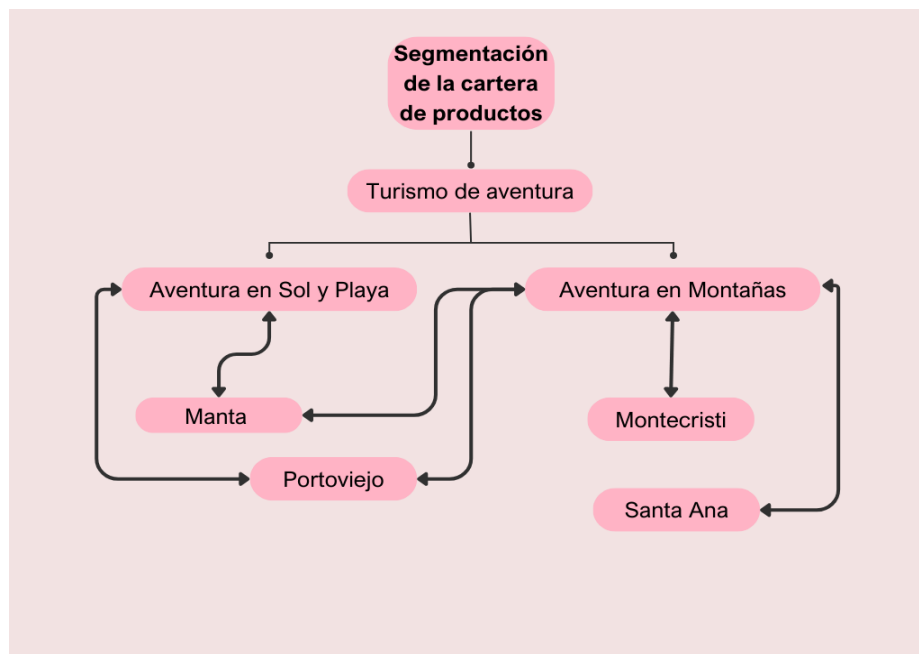 Segmentación
de la cartera
de productos
Turismo de aventura
Aventura en Sol y Playa
Aventura en Montañas
Manta
Montecristi
Portoviejo
Santa Ana